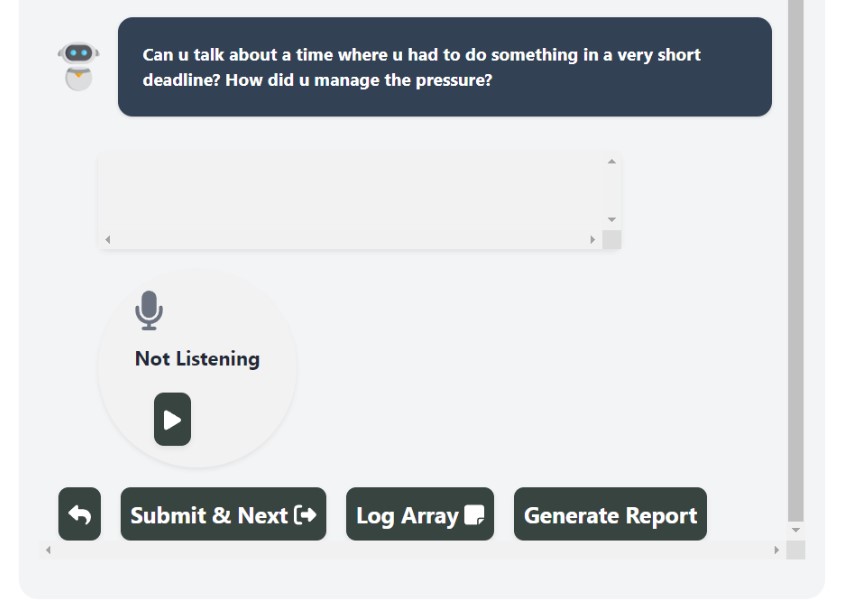 Can u talk about a time where u had to do something in a very short
deadline? How did u manage the pressure?
Not Listening
Submit & Next
Log Array
Generate Report